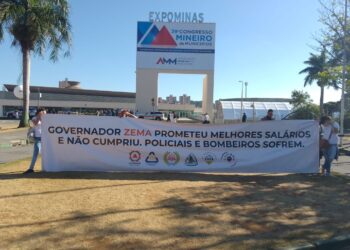 EXPOMINAS
39º CONGRESSO
MINEIRO
de MUNICÍPIOS
AMM
GOVERNADOR ZEMA PROMETEU MELHORES SALÁRIOS
E NÃO CUMPRIU. POLICIAIS E BOMBEIROS SOFREM.